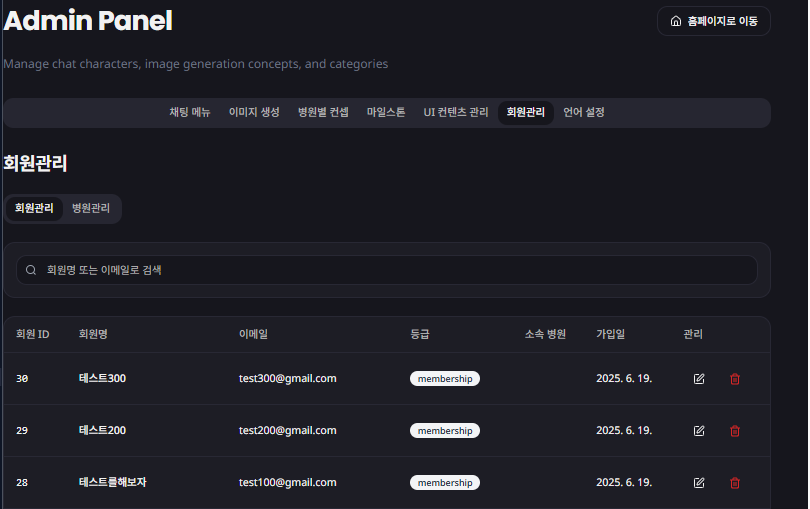 Admin Panel
홈페이지로 이동
Manage chat characters, image generation concepts, and categories
채팅 메뉴 이미지 생성 병원별 컨셉 마일스톤 UI 컨텐츠 관리 회원관리 언어 설정
회원관리
회원관리 병원관리
회원명 또는 이메일로 검색
회원 ID 회원명 이메일 등급 소속 병원 가입일 관리
30 테스트300 test300@gmail.com membership 2025. 6. 19.
29 테스트200 test200@gmail.com membership 2025. 6. 19.
28 테스트를해보자 test100@gmail.com membership 2025. 6. 19.